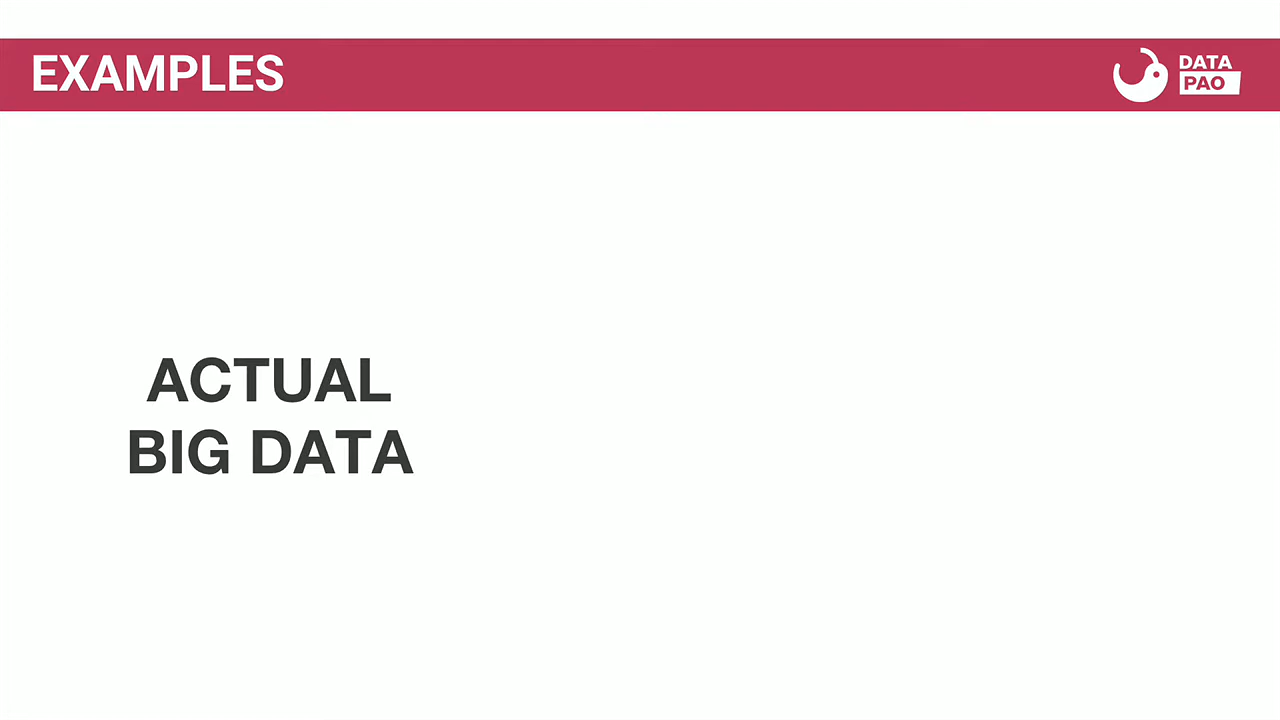 EXAMPLES
DATA
PAO
ACTUAL
BIG DATA